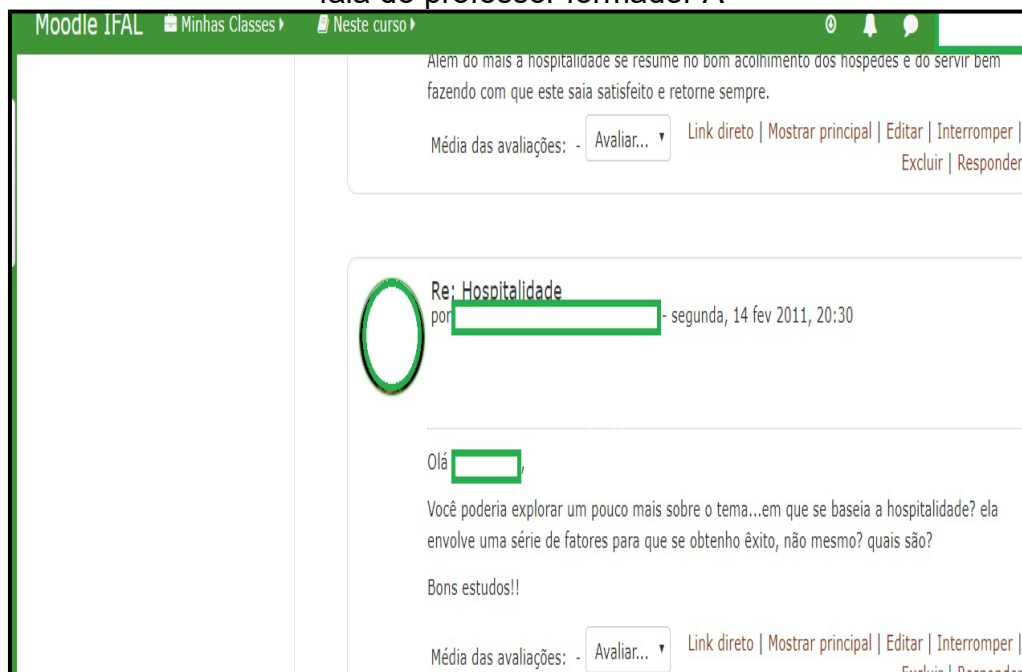 fala do professor formador A
Moodle IFAL Minhas Classes Neste curso
Além do mais a hospitalidade se resume no bom acolhimento dos hospedes e do servir bem
fazendo com que este saia satisfeito e retorne sempre.
Média das avaliações: - Avaliar... Link direto | Mostrar principal | Editar | Interromper |
Excluir | Responder
Re: Hospitalidade
por - segunda, 14 fev 2011, 20:30
Olá ,
Você poderia explorar um pouco mais sobre o tema...em que se baseia a hospitalidade? ela
envolve uma série de fatores para que se obtenho êxito, não mesmo? quais são?
Bons estudos!!
Média das avaliações: - Avaliar... Link direto | Mostrar principal | Editar | Interromper |
Excluir | Responder